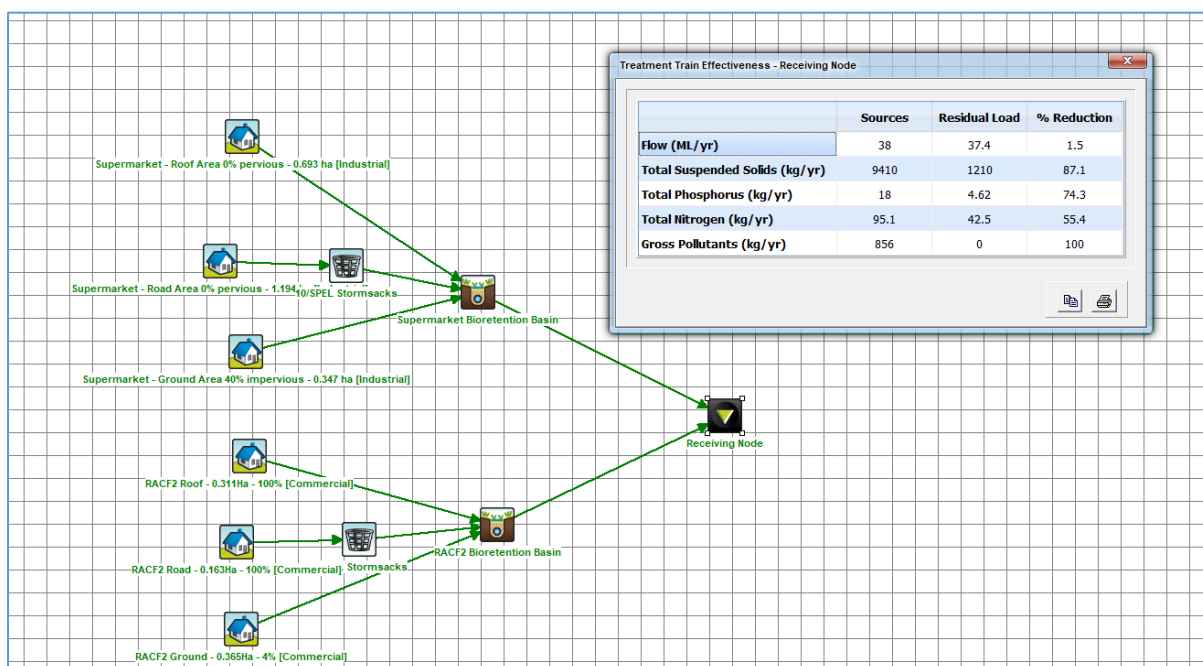 Treatment Train Effectiveness - Receiving Node
Sources Residual Load % Reduction
Flow (ML/yr) 38 37.4 1.5
Total Suspended Solids (kg/yr) 9410 1210 87.1
Total Phosphorus (kg/yr) 18 4.62 74.3
Total Nitrogen (kg/yr) 95.1 42.5 55.4
Gross Pollutants (kg/yr) 856 0 100
Supermarket - Roof Area 0% pervious - 0.693 ha [Industrial]
Supermarket - Road Area 0% pervious - 1.194
10/SPEL Stormsacks
Supermarket Bioretention Basin
Supermarket - Ground Area 40% impervious - 0.347 ha [Industrial]
Receiving Node
RACF2 Roof - 0.311Ha - 100% [Commercial]
RACF2 Bioretention Basin
RACF2 Road - 0.163Ha - 100% [Commercial]
Stormsacks
RACF2 Ground - 0.365Ha - 4% [Commercial]